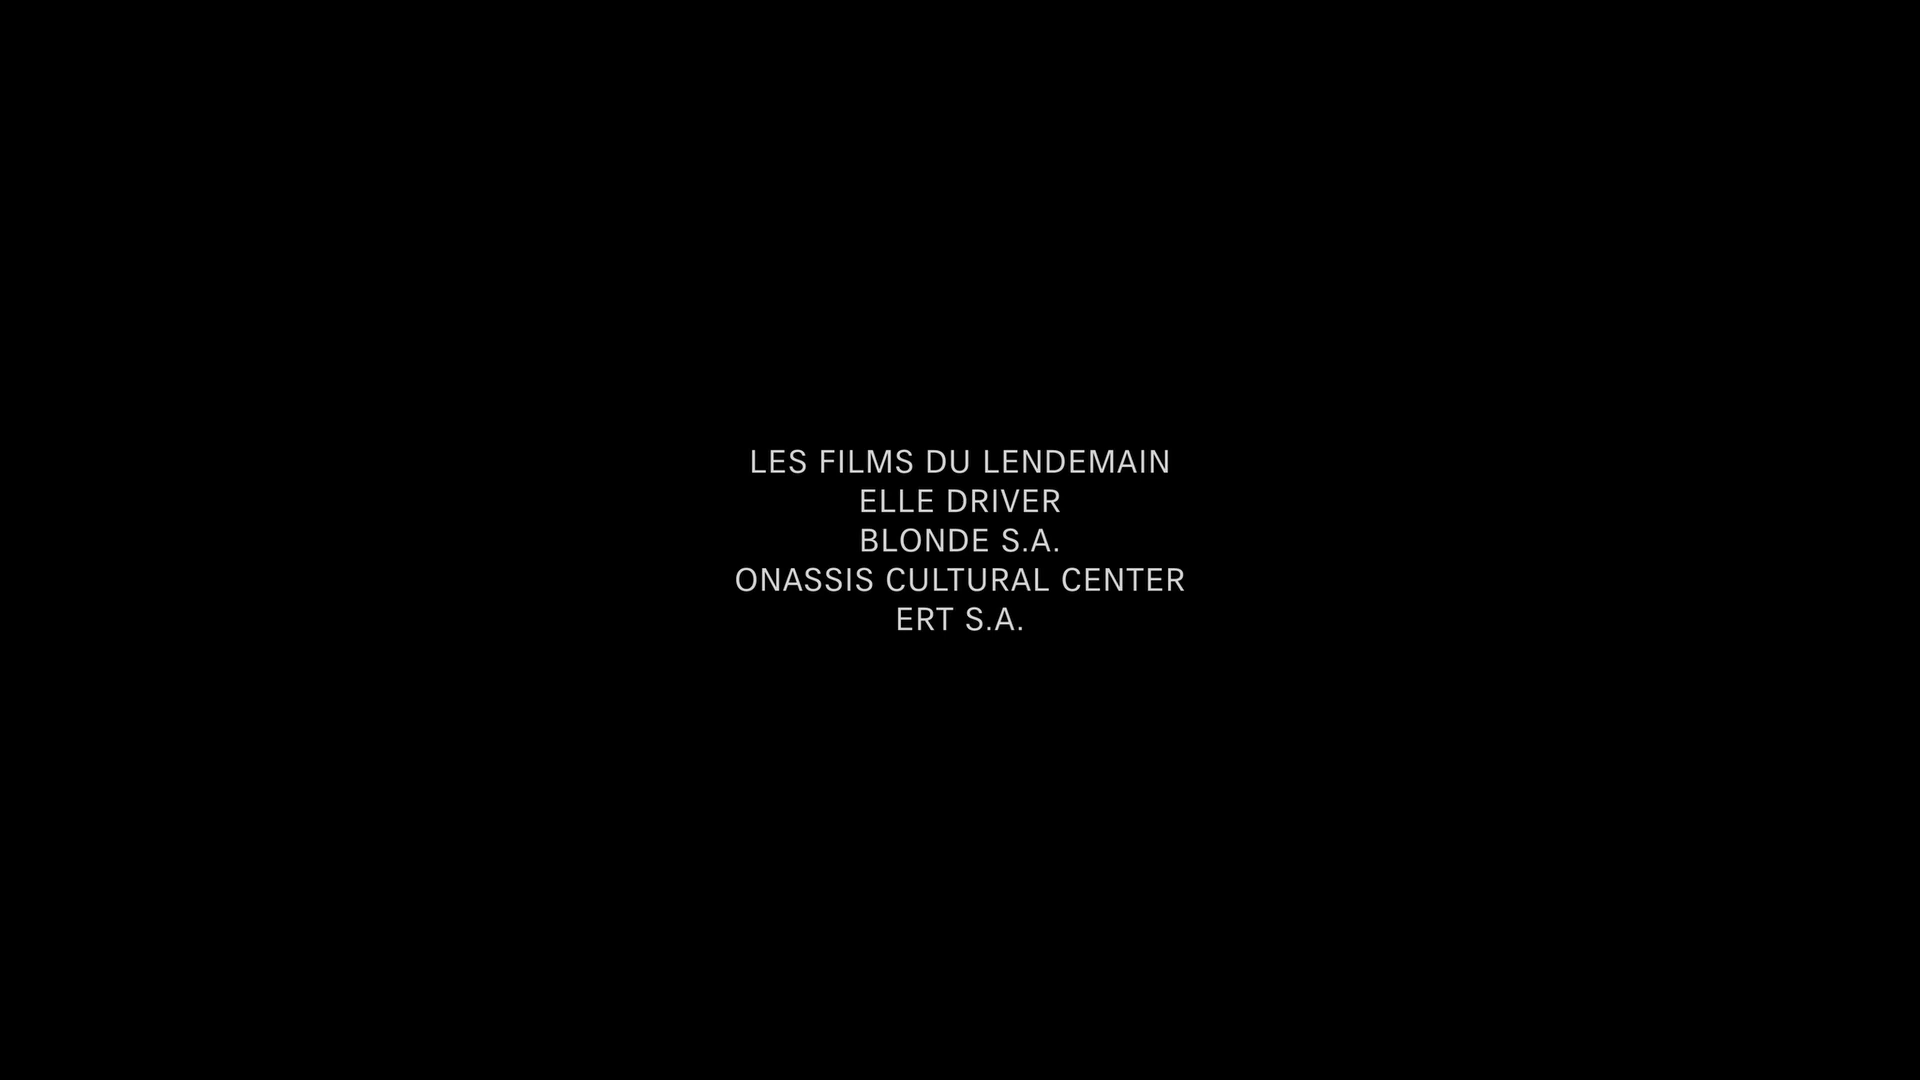 LES FILMS DU LENDEMAIN
ELLE DRIVER
BLONDE S.A.
ONASSIS CULTURAL CENTER
ERT S.A.